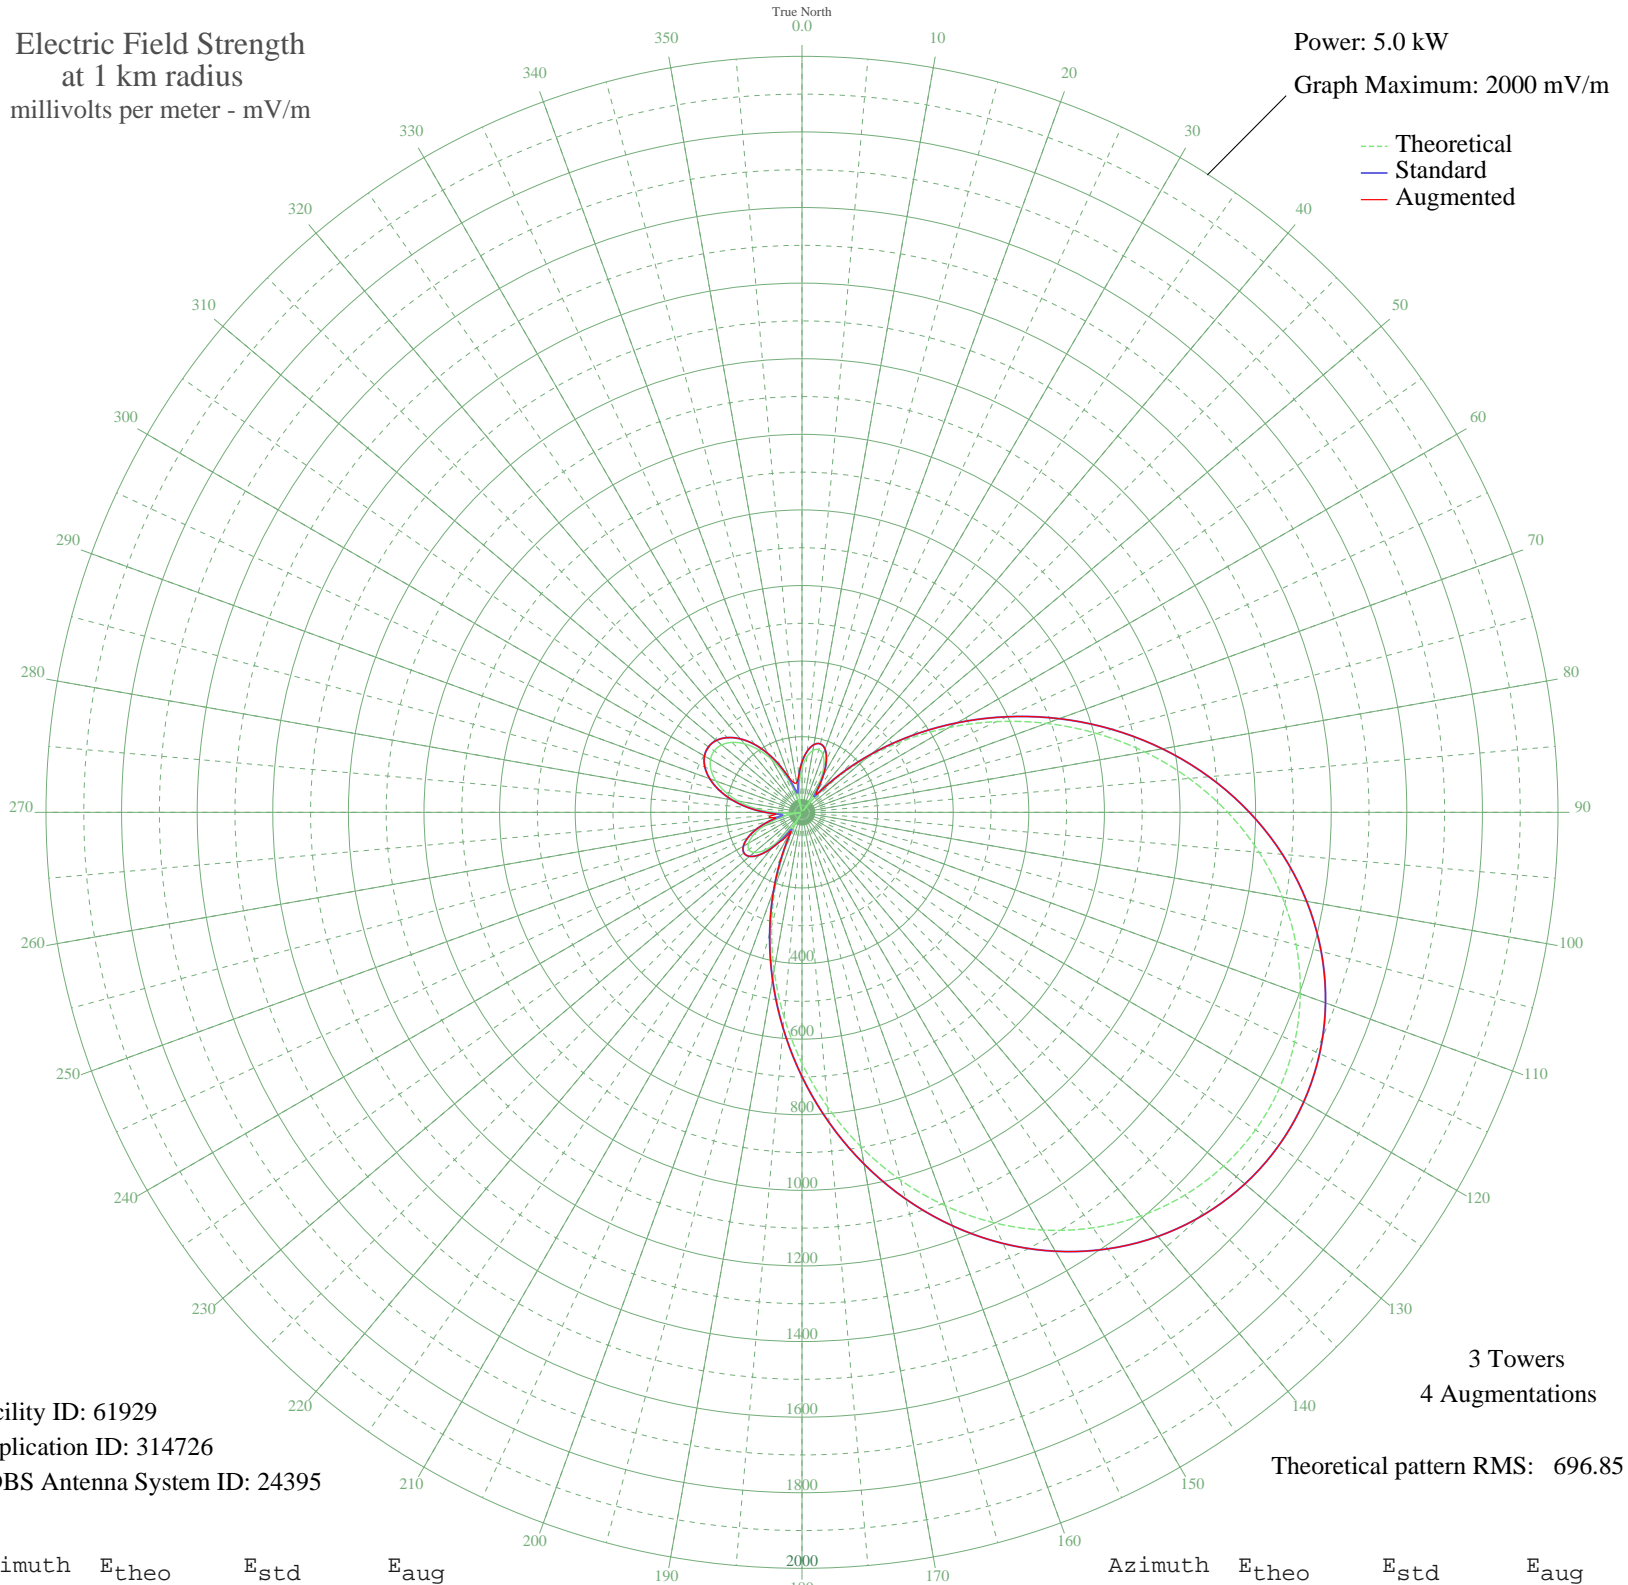 True North
0.0
Electric Field Strength
at 1 km radius
millivolts per meter - mV/m
Power: 5.0 kW
Graph Maximum: 2000 mV/m
Theoretical
Standard
Augmented
10
20
30
40
50
60
70
80
90
100
110
120
130
140
150
160
170
190
200
210
220
230
240
250
260
270
280
290
300
310
320
330
340
350
400
600
800
1000
1200
1400
1600
1800
2000
3 Towers
4 Augmentations
cility ID: 61929
plication ID: 314726
DBS Antenna System ID: 24395
Theoretical pattern RMS: 696.85
imuth Etheo Estd Eaug
Azimuth Etheo Estd Eaug